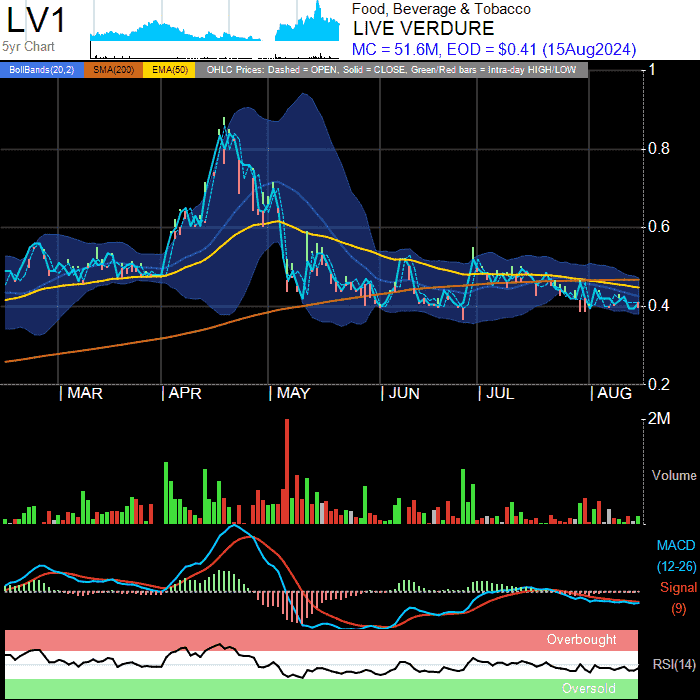 LV1
5yr Chart
Food, Beverage & Tobacco
LIVE VERDURE
MC = 51.6M, EOD = $0.41 (15Aug2024)
BollBands(20,2) SMA(200) EMA(50) OHLC Prices: Dashed = OPEN, Solid = CLOSE, Green/Red bars = Intra-day HIGH/LOW
1
0.8
0.6
0.4
0.2
MAR APR MAY JUN JUL AUG
2M
Volume
MACD
(12-26)
Signal
(9)
Overbought
RSI(14)
Oversold